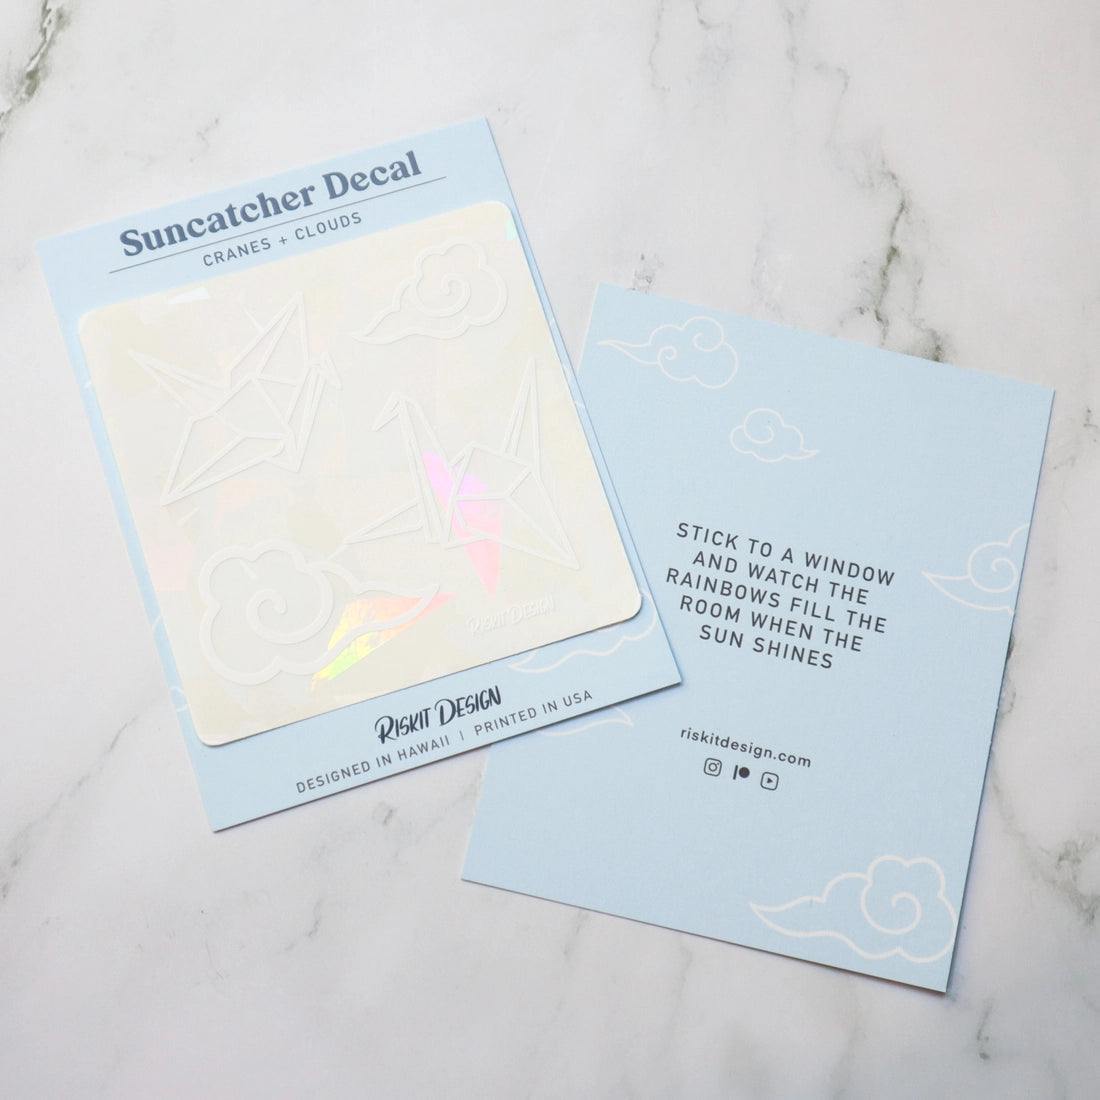 Suncatcher Decal
CRANES + CLOUDS
RISKIT DESIGN
RISKIT DESIGN
DESIGNED IN HAWAII | PRINTED IN USA
STICK TO A WINDOW
AND WATCH THE
RAINBOWS FILL THE
ROOM WHEN THE
SUN SHINES
riskitdesign.com